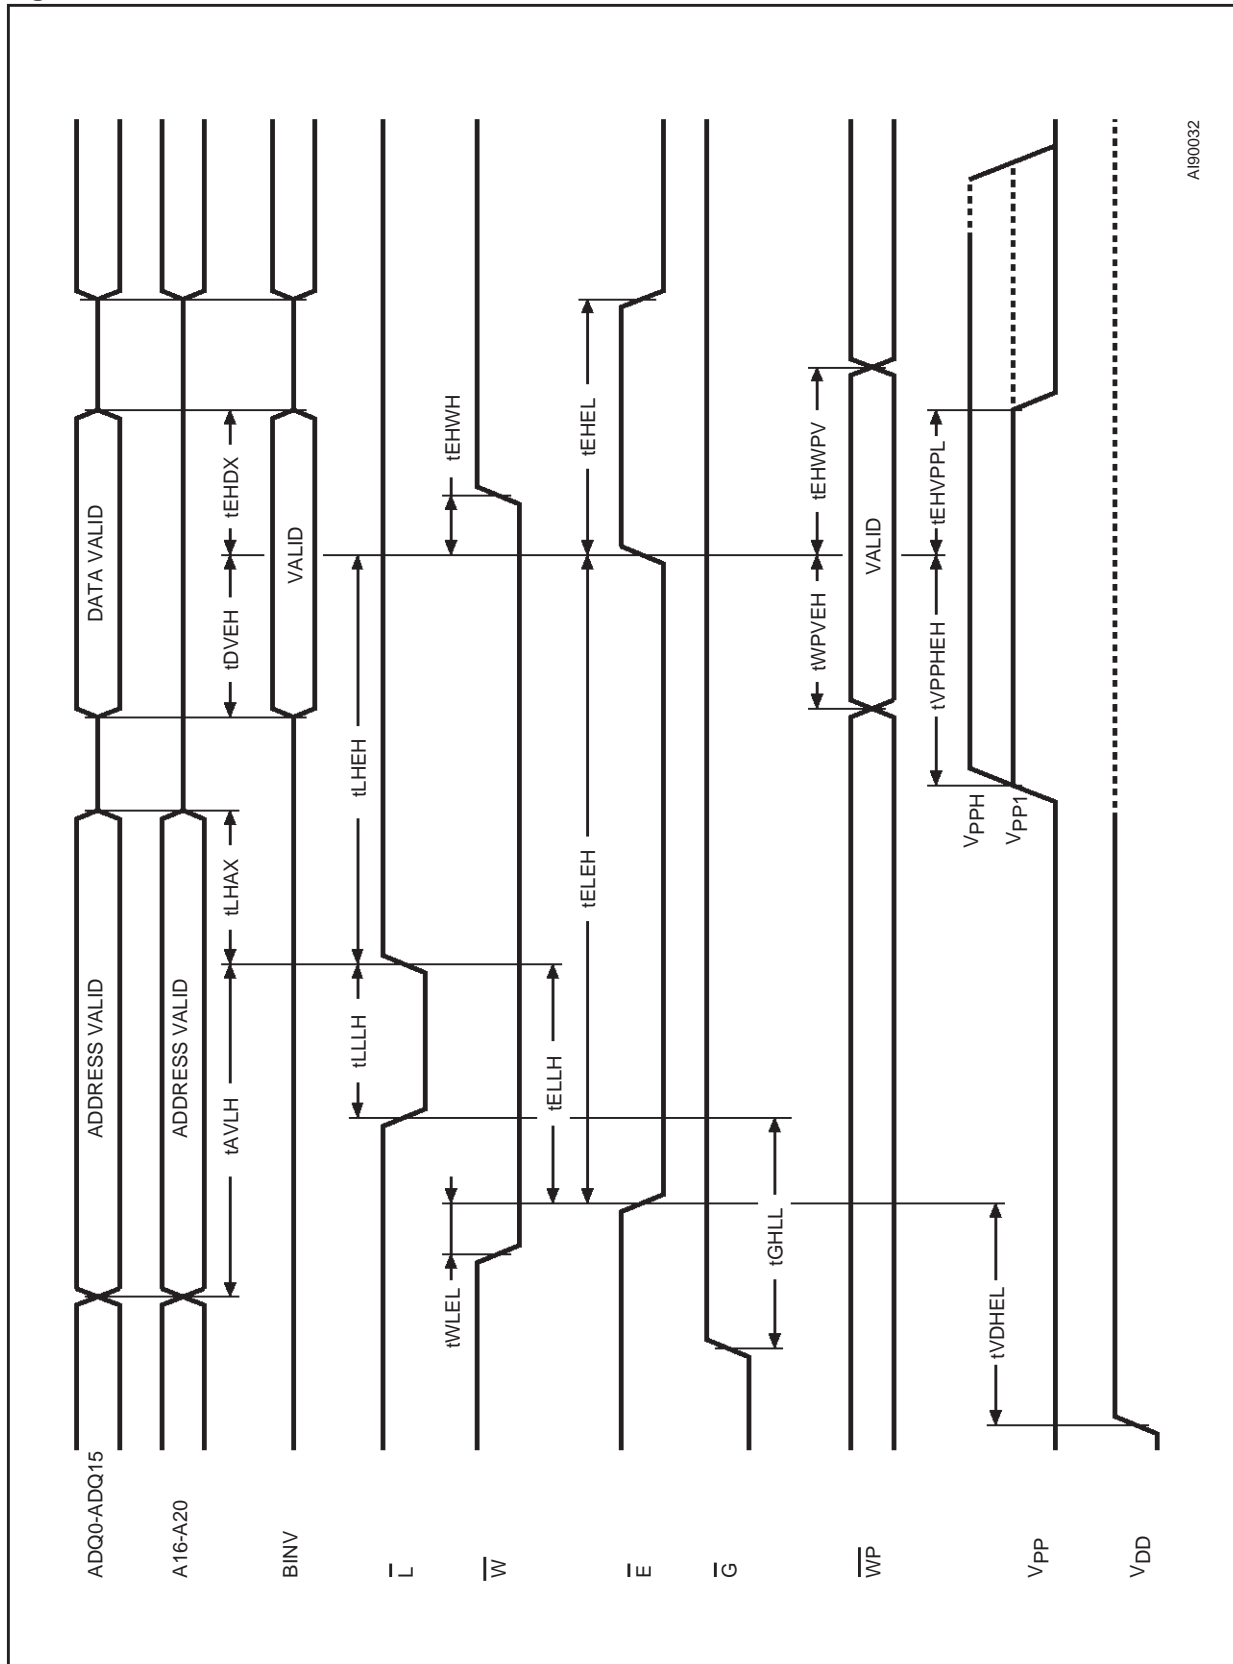 ADQ0-ADQ15
ADDRESS VALID
DATA VALID
A16-A20
ADDRESS VALID
tAVLH
tLHAX
tDVEH
tEHDX
BINV
VALID
L
tLLLH
tLHEH
W
tWLEL
tEHWH
tELLH
tELEH
tEHEL
E
G
tGHLL
tWPVEH
tEHWPV
WP
VALID
tVPPHEH
tEHVPPL
VPPH
VPP1
tVDHEL
VPP
VDD
AI90032